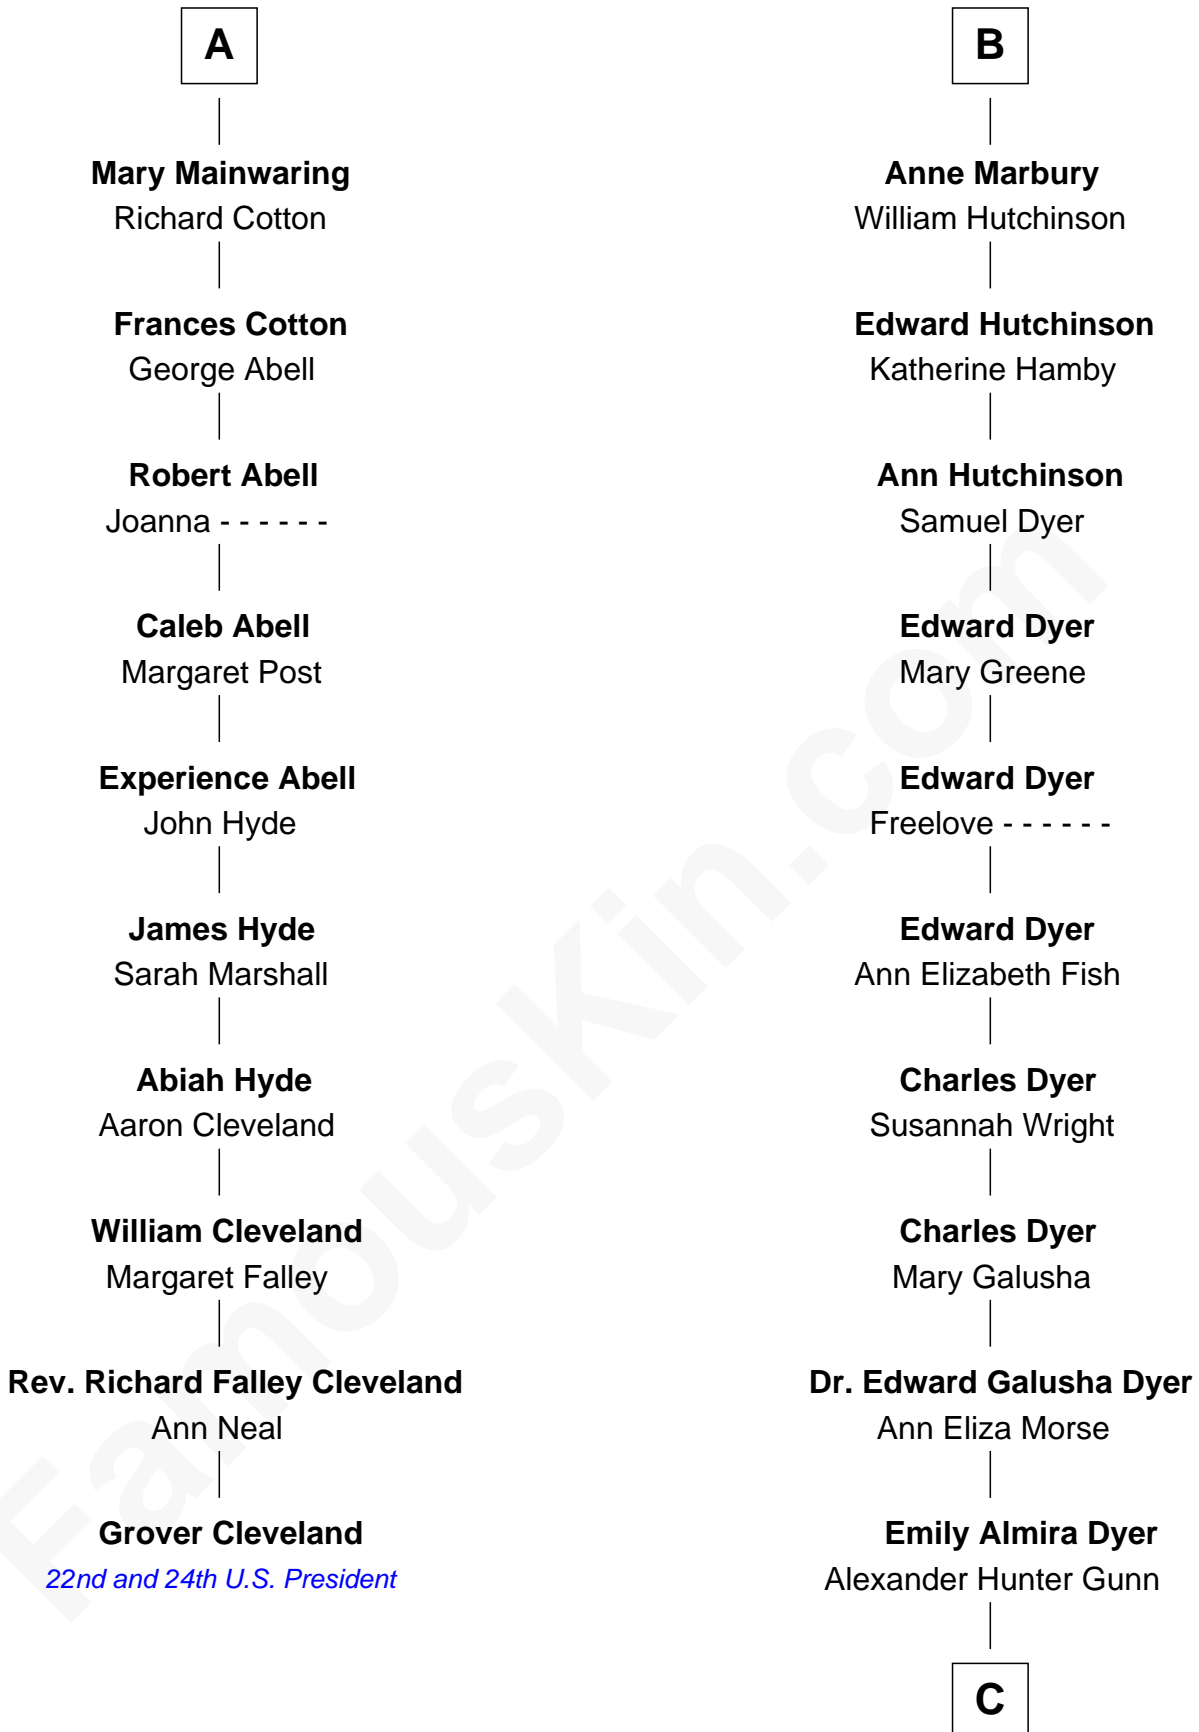 A
Mary Mainwaring
Richard Cotton
Frances Cotton
George Abell
Robert Abell
Joanna - - - - - -
Caleb Abell
Margaret Post
Experience Abell
John Hyde
James Hyde
Sarah Marshall
Abiah Hyde
Aaron Cleveland
William Cleveland
Margaret Falley
Rev. Richard Falley Cleveland
Ann Neal
Grover Cleveland
22nd and 24th U.S. President
B
Anne Marbury
William Hutchinson
Edward Hutchinson
Katherine Hamby
Ann Hutchinson
Samuel Dyer
Edward Dyer
Mary Greene
Edward Dyer
Freelove - - - - - -
Edward Dyer
Ann Elizabeth Fish
Charles Dyer
Susannah Wright
Charles Dyer
Mary Galusha
Dr. Edward Galusha Dyer
Ann Eliza Morse
Emily Almira Dyer
Alexander Hunter Gunn
C
FamousKin.com